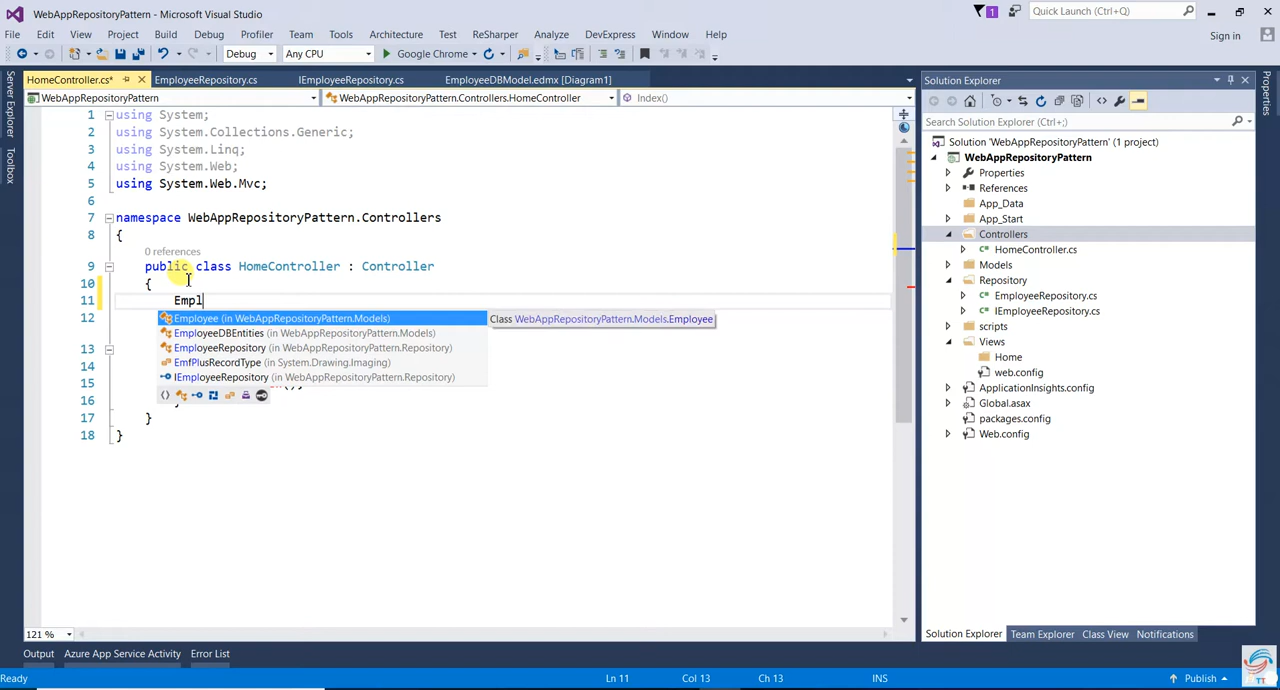 WebAppRepositoryPattern - Microsoft Visual Studio
1
Quick Launch (Ctrl+Q)
File Edit View Project Build Debug Profiler Team Tools Architecture Test ReSharper Analyze DevExpress Window Help
Sign in
Debug Any CPU Google Chrome
HomeController.cs* EmployeeRepository.cs IEmployeeRepository.cs EmployeeDBModel.edmx [Diagram1]
WebAppRepositoryPattern WebAppRepositoryPattern.Controllers.HomeController Index()
Server Explorer
Toolbox
1 using System;
2 using System.Collections.Generic;
3 using System.Linq;
4 using System.Web;
5 using System.Web.Mvc;
6
7 namespace WebAppRepositoryPattern.Controllers
8 {
0 references
9 public class HomeController : Controller
10 {
11 Empl
12
13
14
15 ();
16 }
17 }
18 }
Employee (in WebAppRepositoryPattern.Models)
EmployeeDBEntities (in WebAppRepositoryPattern.Models)
EmployeeRepository (in WebAppRepositoryPattern.Repository)
EmfPlusRecordType (in System.Drawing.Imaging)
IEmployeeRepository (in WebAppRepositoryPattern.Repository)
Class WebAppRepositoryPattern.Models.Employee
121 %
Solution Explorer
Search Solution Explorer (Ctrl+;)
Solution 'WebAppRepositoryPattern' (1 project)
WebAppRepositoryPattern
Properties
References
App_Data
App_Start
Controllers
HomeController.cs
Models
Repository
EmployeeRepository.cs
IEmployeeRepository.cs
scripts
Views
Home
web.config
ApplicationInsights.config
Global.asax
packages.config
Web.config
Solution Explorer Team Explorer Class View Notifications
Properties
Output Azure App Service Activity Error List
Ready Ln 11 Col 13 Ch 13 INS Publish
TT